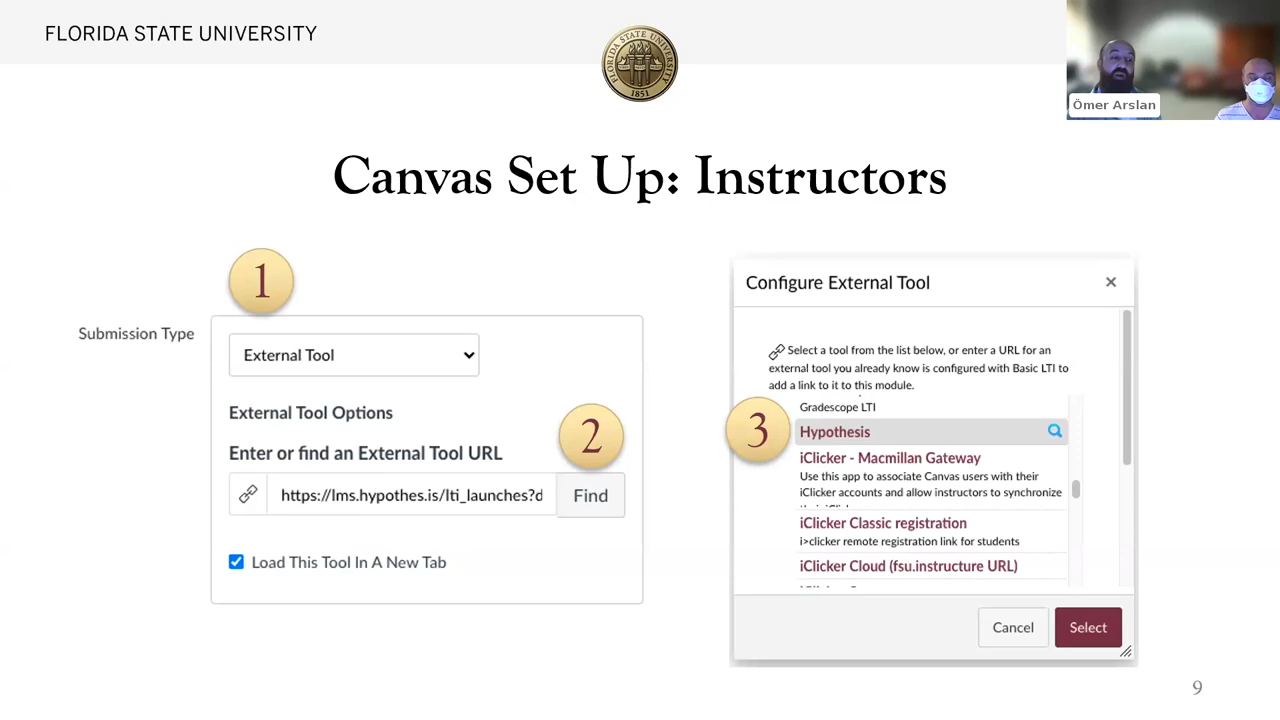 FLORIDA STATE UNIVERSITY
FLORIDA STATE UNIVERSITY
1851
Ömer Arslan
Canvas Set Up: Instructors
1
Submission Type
External Tool
External Tool Options
2
Enter or find an External Tool URL
https://lms.hypothes.is/lti_launches?d
Find
Load This Tool In A New Tab
Configure External Tool
×
Select a tool from the list below, or enter a URL for an
external tool you already know is configured with Basic LTI to
add a link to it to this module.
Gradescope LTI
3
Hypothesis
iClicker - Macmillan Gateway
Use this app to associate Canvas users with their
iClicker accounts and allow instructors to synchronize
iClicker Classic registration
i>clicker remote registration link for students
iClicker Cloud (fsu.instructure URL)
Cancel
Select
9